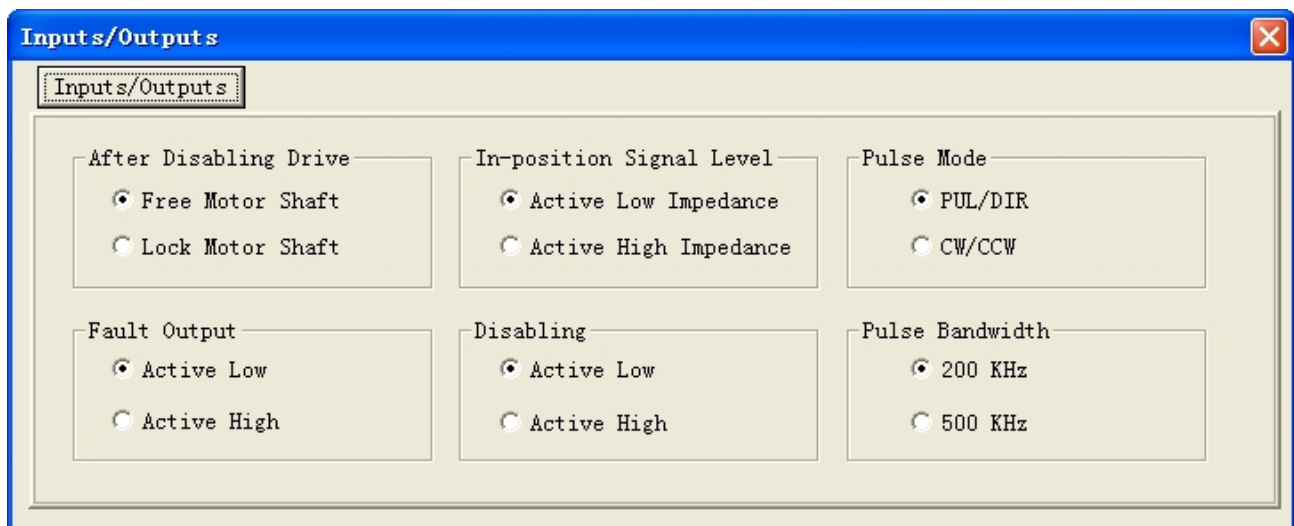 Inputs/Outputs
Inputs/Outputs
After Disabling Drive
Free Motor Shaft
Lock Motor Shaft
In-position Signal Level
Active Low Impedance
Active High Impedance
Pulse Mode
PUL/DIR
CW/CCW
Fault Output
Active Low
Active High
Disabling
Active Low
Active High
Pulse Bandwidth
200 KHz
500 KHz